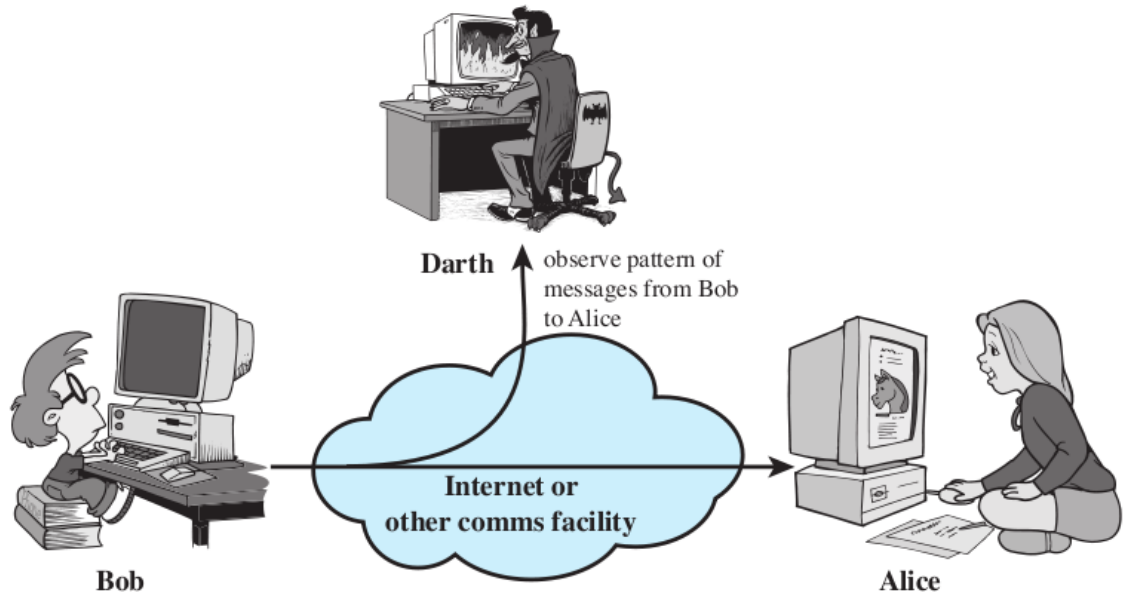 Darth
observe pattern of
messages from Bob
to Alice
Internet or
other comms facility
Bob
Alice